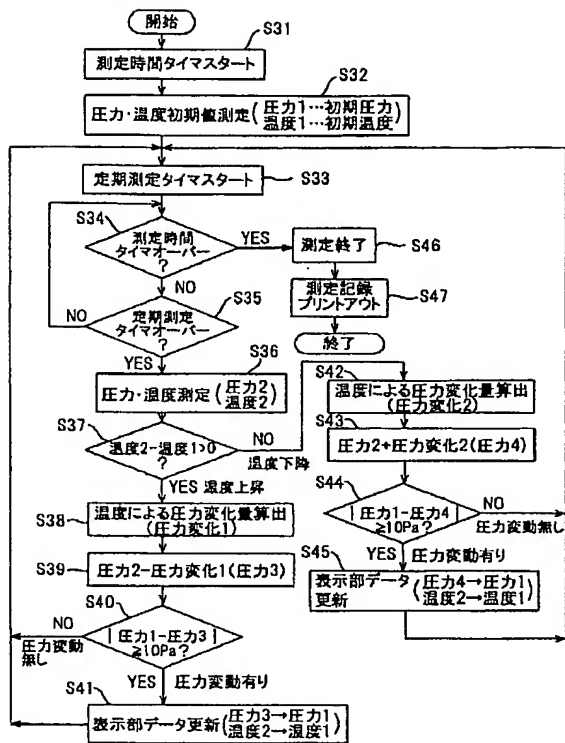 開始
S31
測定時間タイマスタート
S32
圧力・温度初期値測定(圧力1…初期圧力
温度1…初期温度)
定期測定タイマスタート
S33
S34
測定時間
タイマオーバー
?
YES
測定終了
S46
NO
S35
測定記録
プリントアウト
S47
NO
定期測定
タイマオーバー
?
終了
YES
S36
圧力・温度測定(圧力2
温度2)
S37
温度2-温度1>0
?
NO
温度下降
YES 温度上昇
S38
温度による圧力変化量算出
(圧力変化1)
S39
圧力2-圧力変化1(圧力3)
S40
NO
圧力変動
無し
|圧力1-圧力3|
≧10Pa?
YES 圧力変動有り
S41
表示部データ更新(圧力3→圧力1
温度2→温度1)
S42
温度による圧力変化量算出
(圧力変化2)
S43
圧力2+圧力変化2(圧力4)
S44
|圧力1-圧力4|
≧10Pa?
NO
圧力変動無し
YES 圧力変動有り
S45
表示部データ
更新
(圧力4→圧力1
温度2→温度1)